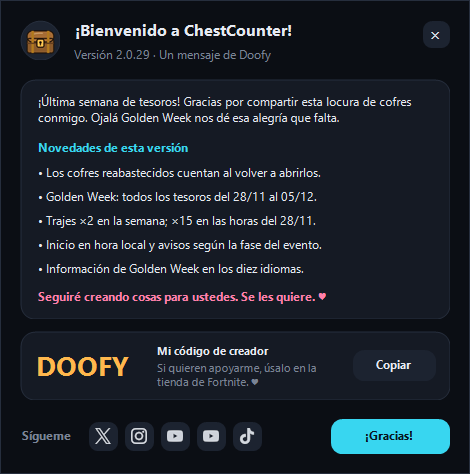 ¡Bienvenido a ChestCounter!
Versión 2.0.29 · Un mensaje de Doofy
¡Última semana de tesoros! Gracias por compartir esta locura de cofres
conmigo. Ojalá Golden Week nos dé esa alegría que falta.
Novedades de esta versión
• Los cofres reabastecidos cuentan al volver a abrirlos.
• Golden Week: todos los tesoros del 28/11 al 05/12.
• Trajes ×2 en la semana; ×15 en las horas del 28/11.
• Inicio en hora local y avisos según la fase del evento.
• Información de Golden Week en los diez idiomas.
Seguiré creando cosas para ustedes. Se les quiere. ♥
DOOFY
Mi código de creador
Si quieren apoyarme, úsalo en la
tienda de Fortnite. ♥
Copiar
Sígueme
¡Gracias!